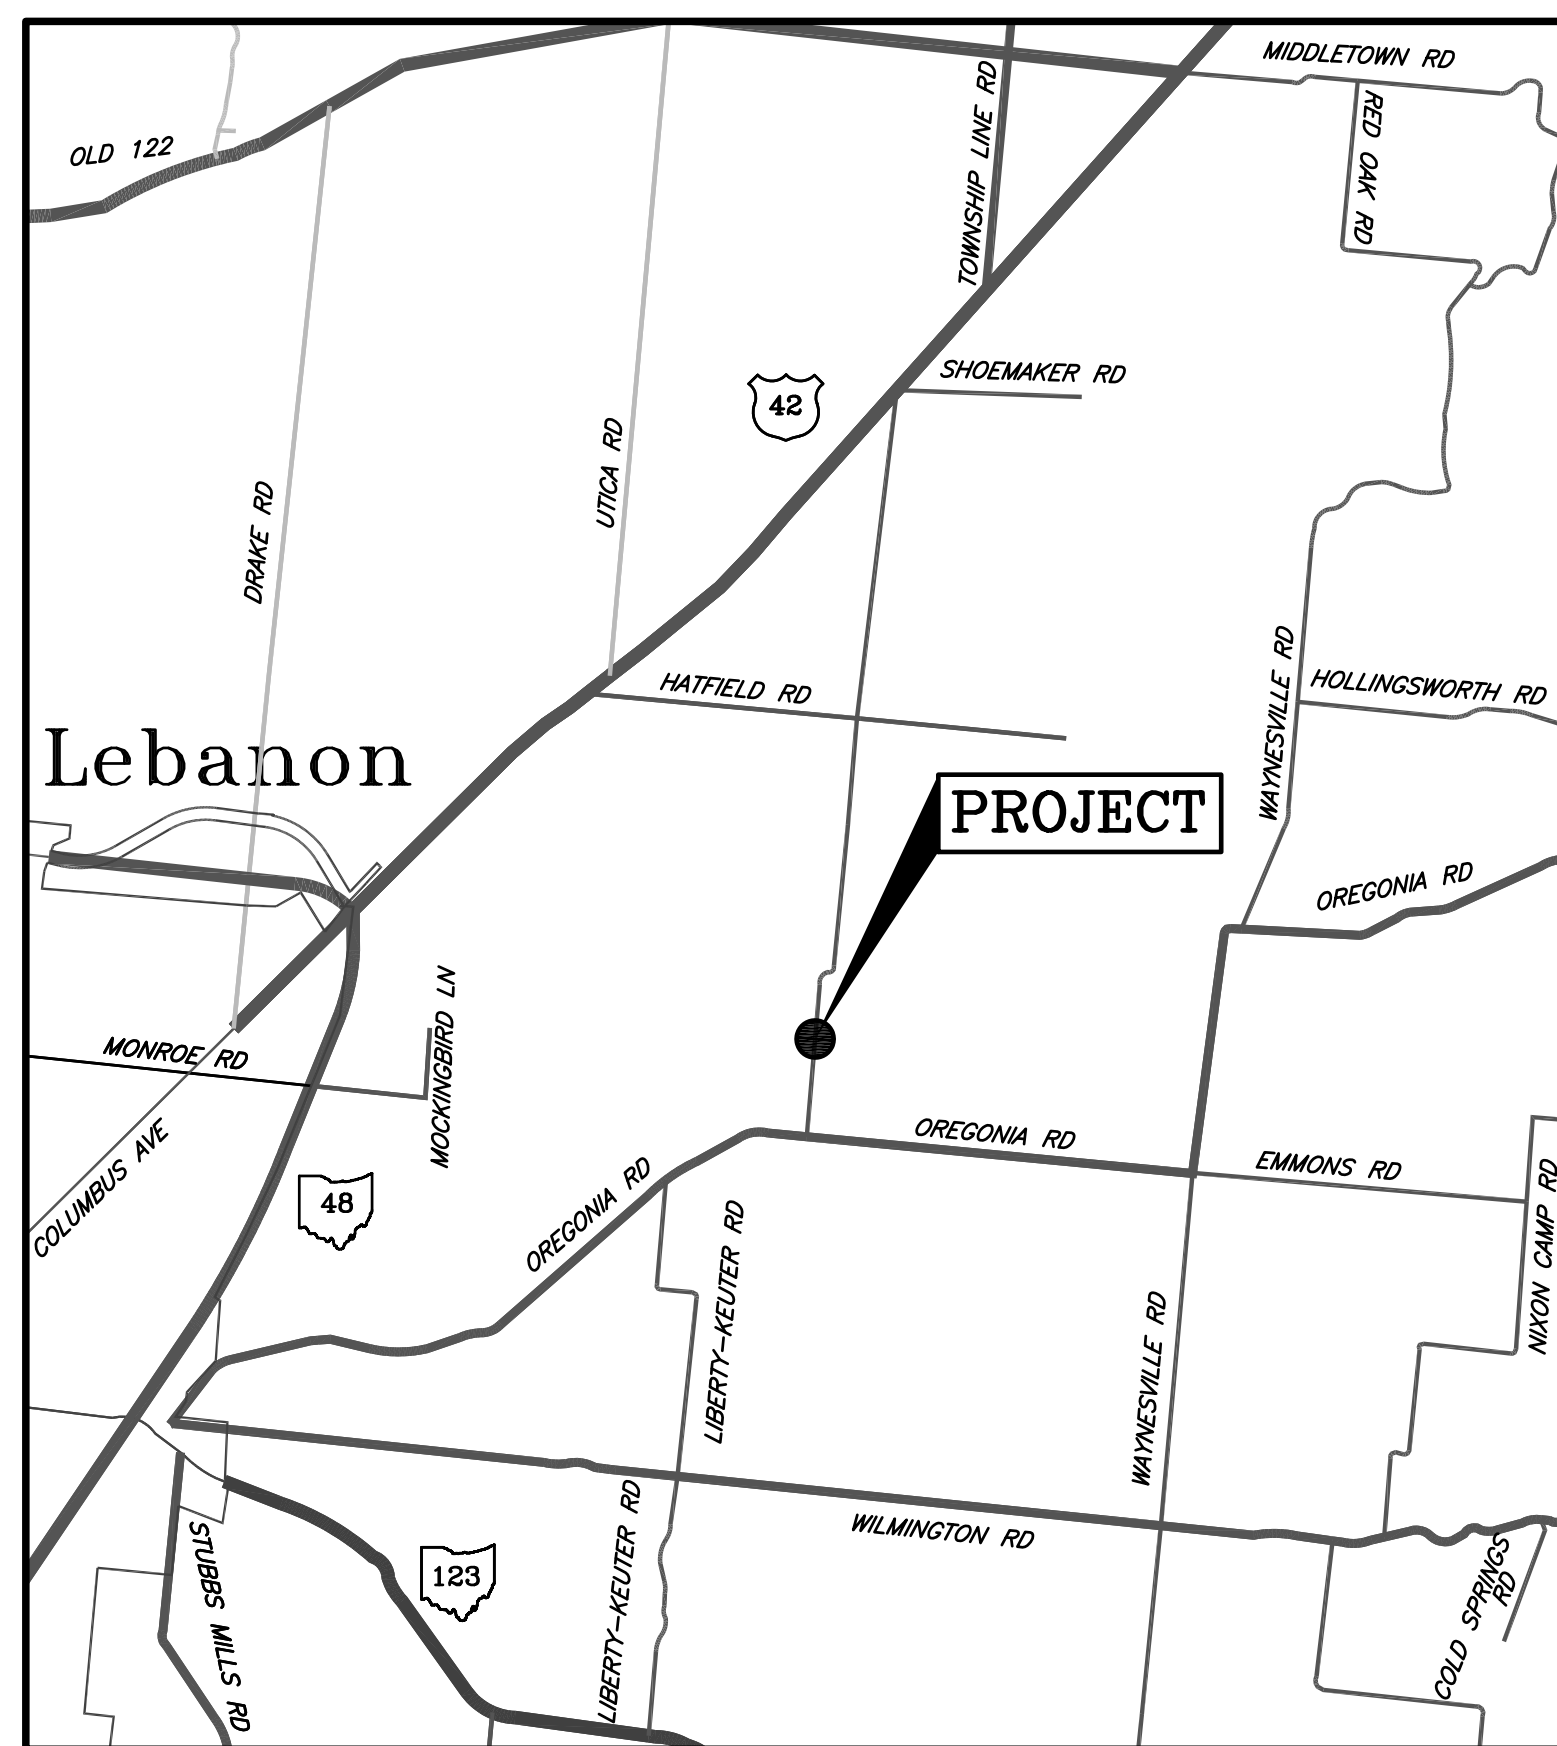 MIDDLETOWN RD
OLD 122
TOWNSHIP LINE RD
RED OAK RD
SHOEMAKER RD
42
UTICA RD
DRAKE RD
HATFIELD RD
WAYNESVILLE RD
HOLLINGSWORTH RD
Lebanon
PROJECT
OREGONIA RD
MOCKINGBIRD LN
MONROE RD
COLUMBUS AVE
OREGONIA RD
EMMONS RD
48
OREGONIA RD
LIBERTY-KEUTER RD
NIXON CAMP RD
WAYNESVILLE RD
WILMINGTON RD
LIBERTY-KEUTER RD
123
STUBBS MILLS RD
COLD SPRINGS
RD